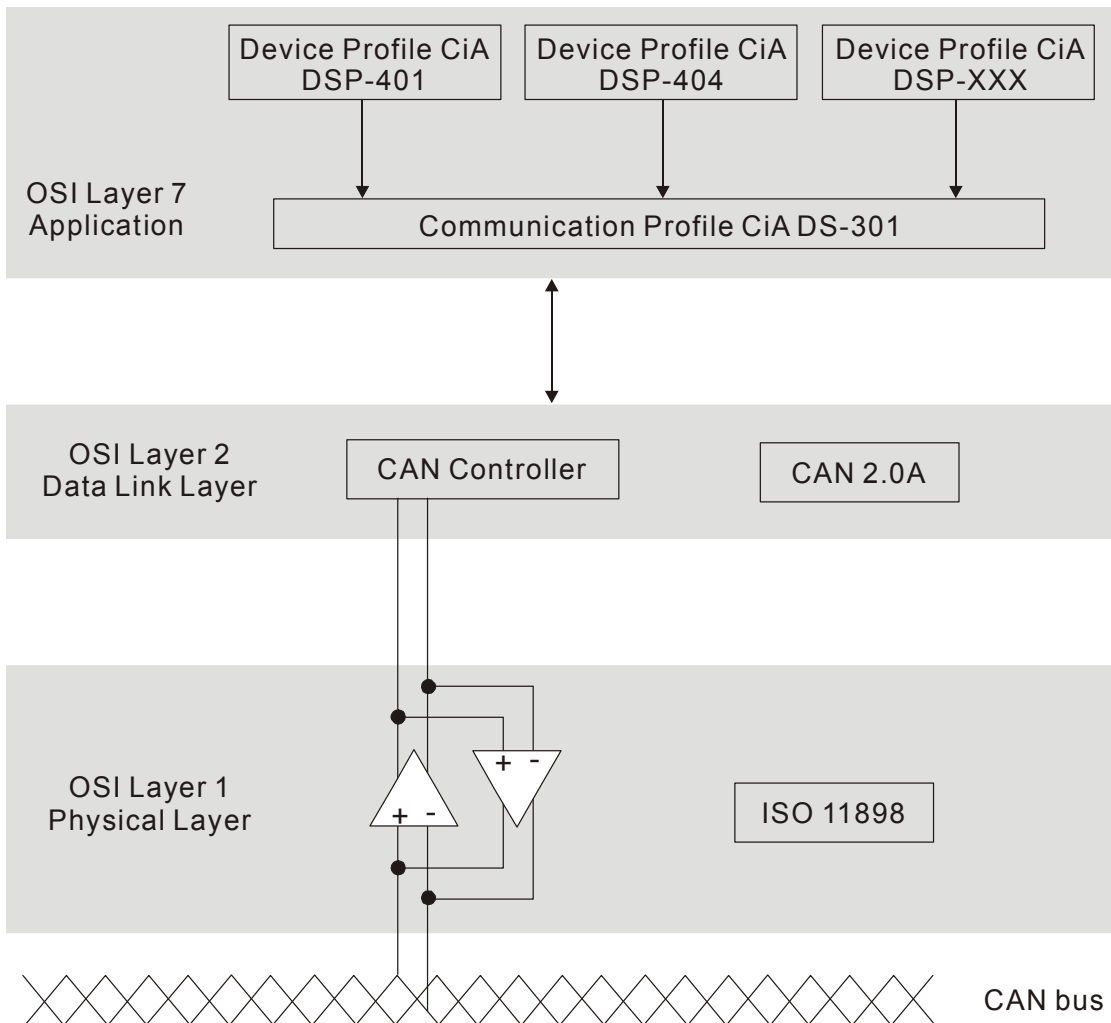 Device Profile CiA
DSP-401
Device Profile CiA
DSP-404
Device Profile CiA
DSP-XXX
OSI Layer 7
Application
Communication Profile CiA DS-301
OSI Layer 2
Data Link Layer
CAN Controller
CAN 2.0A
OSI Layer 1
Physical Layer
+ -
+ -
ISO 11898
CAN bus